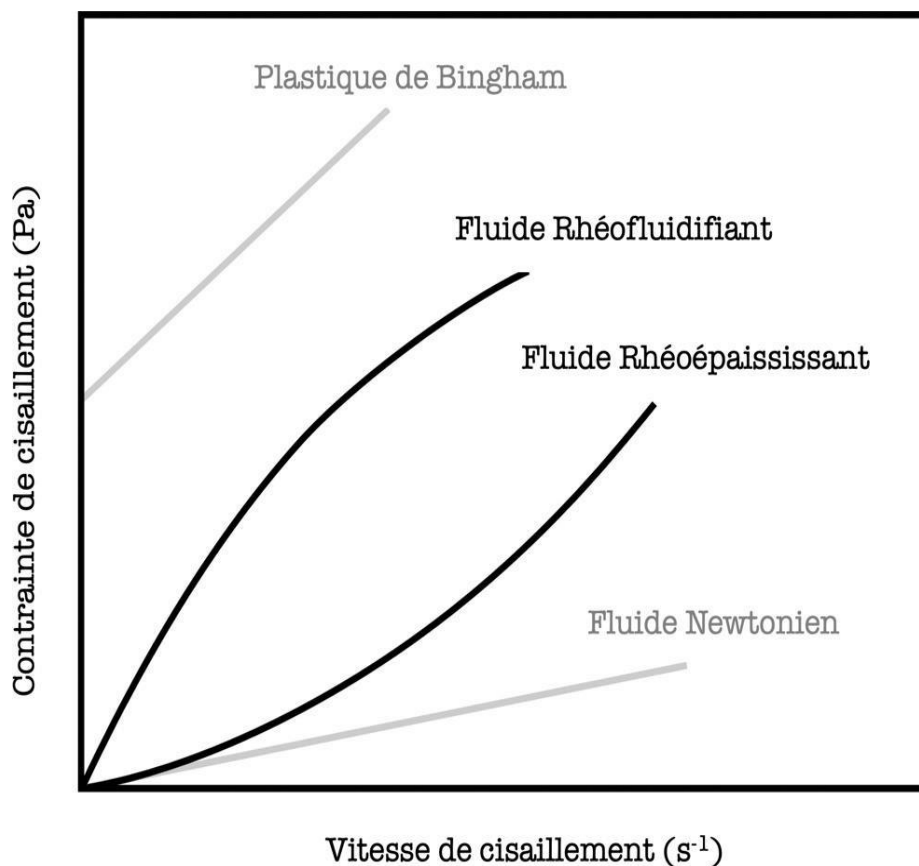 Plastique de Bingham
Fluide Rhéofluidifiant
Fluide Rhéoépaississant
Fluide Newtonien
Contrainte de cisaillement (Pa)
Vitesse de cisaillement (s⁻¹)